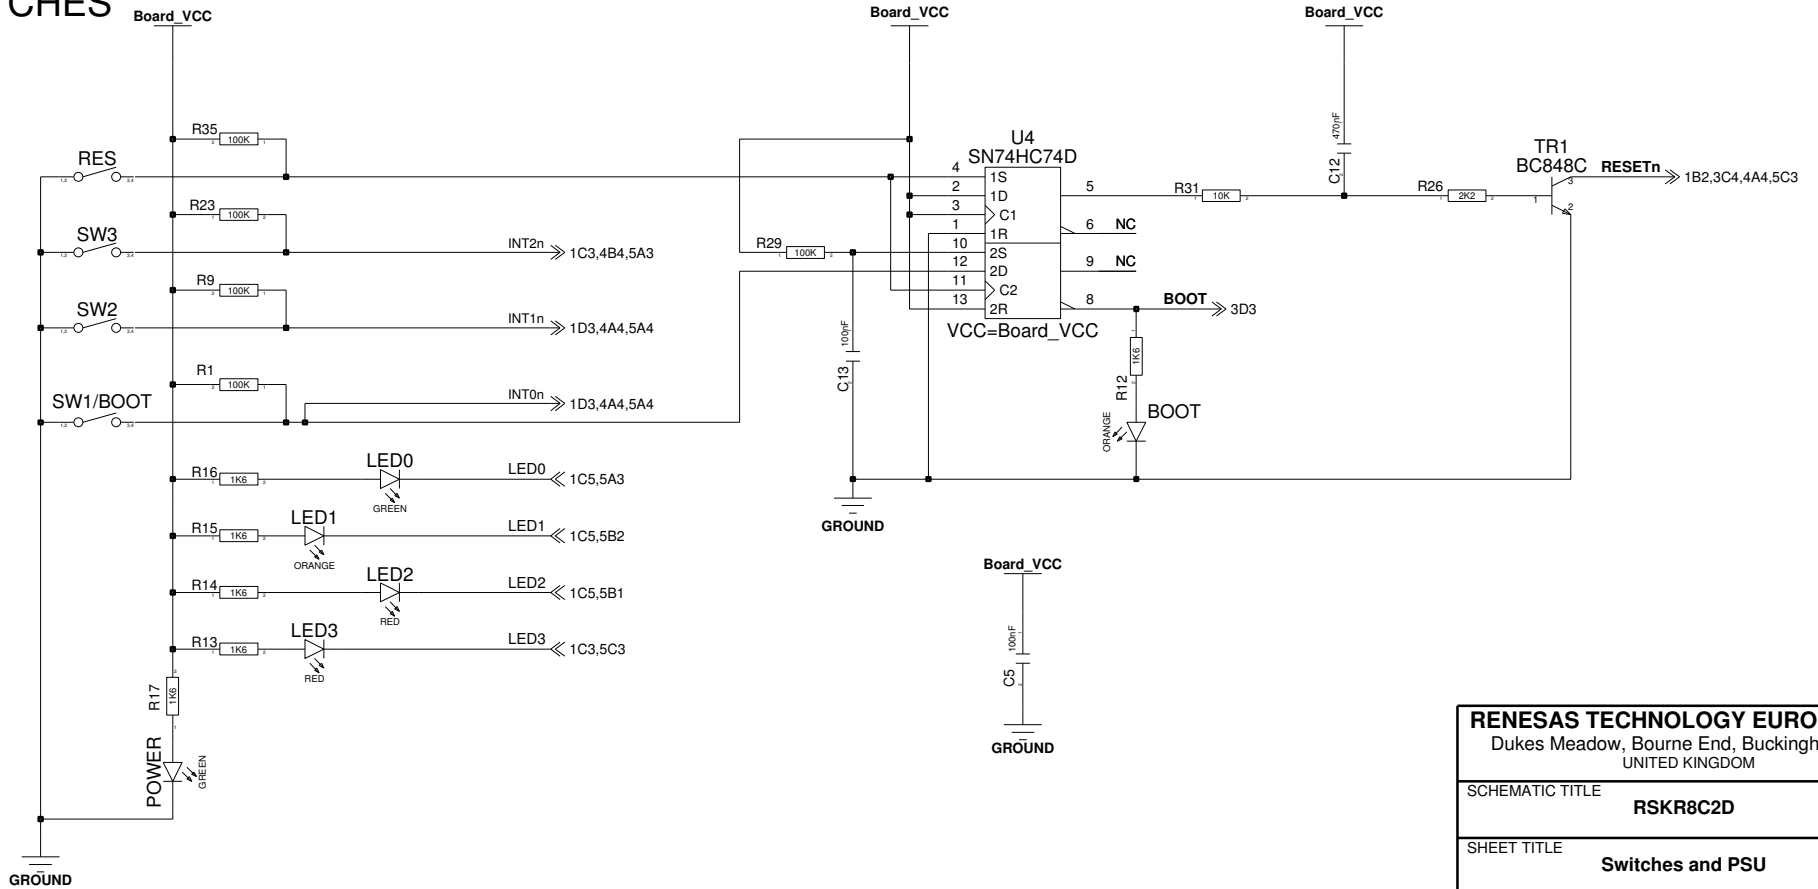 CHES
Board_VCC
Board_VCC
Board_VCC
R35
100K
RES
R23
100K
SW3
INT2n
1C3,4B4,5A3
R9
100K
SW2
INT1n
1D3,4A4,5A4
R1
100K
SW1/BOOT
INT0n
1D3,4A4,5A4
R16
1K6
LED0
GREEN
LED0
1C5,5A3
R15
1K6
LED1
ORANGE
LED1
1C5,5B2
R14
1K6
LED2
RED
LED2
1C5,5B1
R13
1K6
LED3
RED
LED3
1C3,5C3
R17
1K6
POWER
GREEN
GROUND
U4
SN74HC74D
4 1S
2 1D
3 C1
1 1R
10 2S
12 2D
11 C2
13 2R
5
6 NC
9 NC
8
VCC=Board_VCC
R29
100K
100nF
C13
GROUND
BOOT
3D3
1K6
R12
BOOT
ORANGE
R31
10K
470nF
C12
R26
2K2
TR1
BC848C
1
3
2
RESETn
1B2,3C4,4A4,5C3
Board_VCC
100nF
C5
GROUND
RENESAS TECHNOLOGY EURO
Dukes Meadow, Bourne End, Buckingh
UNITED KINGDOM
SCHEMATIC TITLE
RSKR8C2D
SHEET TITLE
Switches and PSU